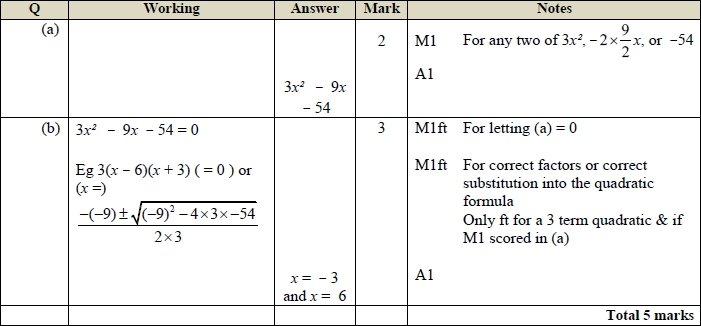 Q Working Answer Mark Notes
(a) 2 M1 For any two of 3x², −2×9/2x, or −54
A1
3x² − 9x
− 54
(b) 3x² − 9x − 54 = 0 3 M1ft For letting (a) = 0
Eg 3(x − 6)(x + 3) ( = 0 ) or
(x =)
−(−9)±√((−9)² − 4×3×−54)
2×3
M1ft For correct factors or correct
substitution into the quadratic
formula
Only ft for a 3 term quadratic & if
M1 scored in (a)
x = − 3
and x = 6
A1
Total 5 marks